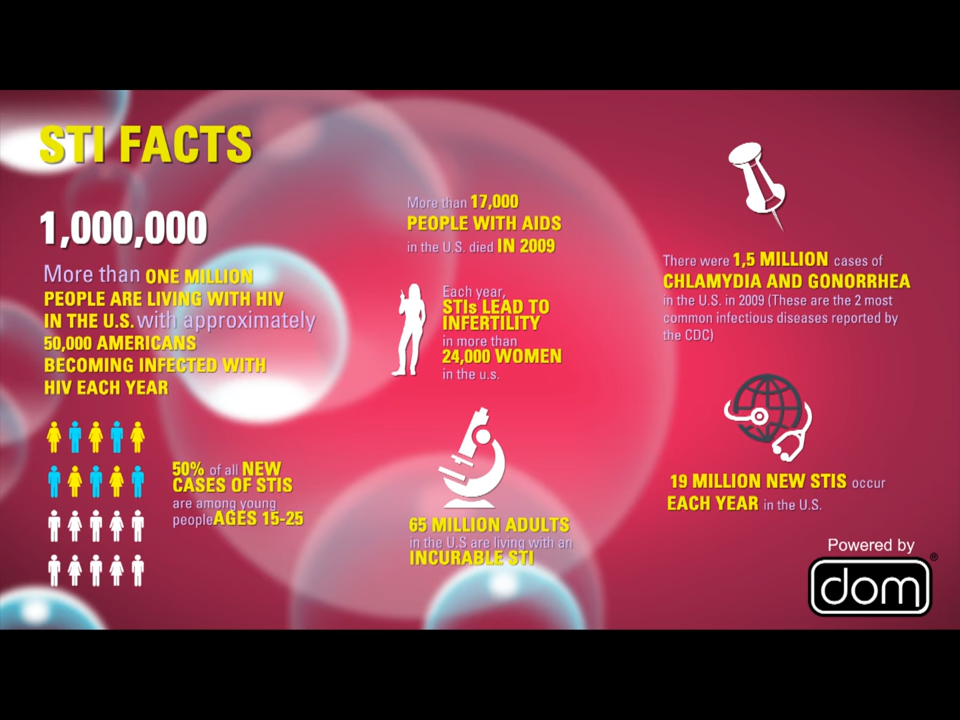 STI FACTS
1,000,000
More than ONE MILLION
PEOPLE ARE LIVING WITH HIV
IN THE U.S. with approximately
50,000 AMERICANS
BECOMING INFECTED WITH
HIV EACH YEAR
50% of all NEW
CASES OF STIS
are among young
people AGES 15-25
More than 17,000
PEOPLE WITH AIDS
in the U.S. died IN 2009
Each year,
STIs LEAD TO
INFERTILITY
in more than
24,000 WOMEN
in the u.s.
65 MILLION ADULTS
in the U.S are living with an
INCURABLE STI
There were 1,5 MILLION cases of
CHLAMYDIA AND GONORRHEA
in the U.S. in 2009 (These are the 2 most
common infectious diseases reported by
the CDC)
19 MILLION NEW STIS occur
EACH YEAR in the U.S.
Powered by
dom®